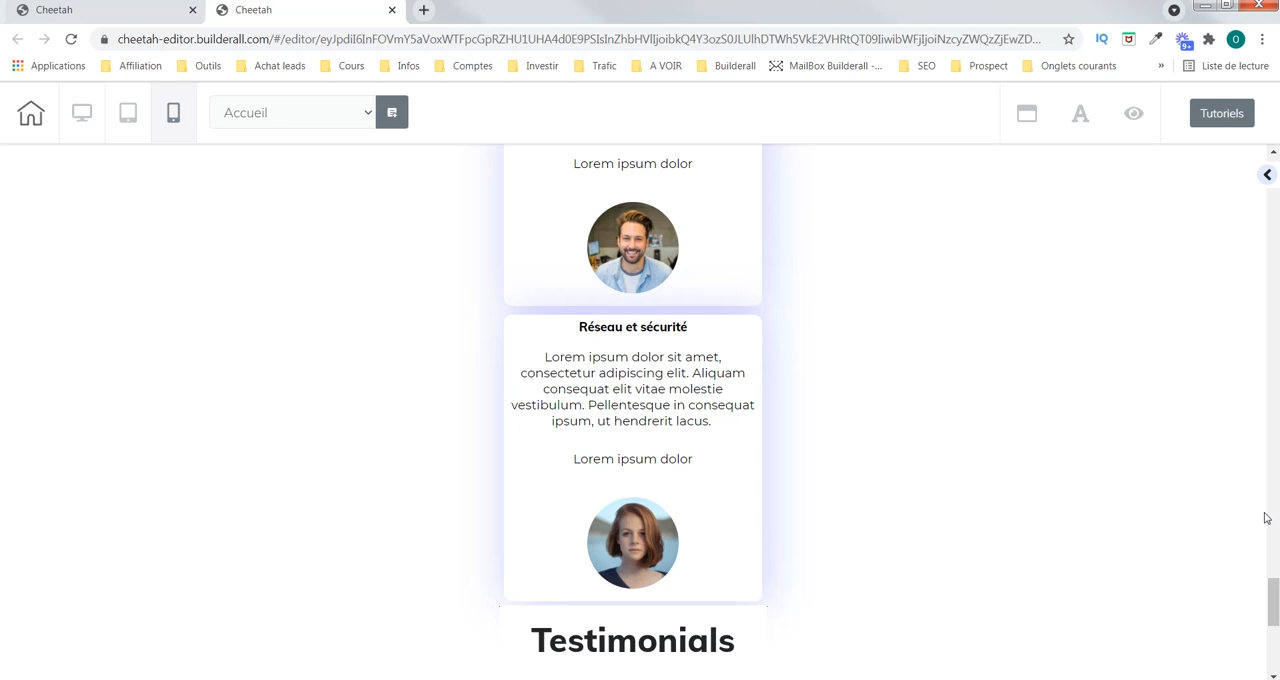 Cheetah
Cheetah
cheetah-editor.builderall.com/#/editor/eyJpdiI6InFOVmY5aVoxWTFpcGpRZHU1UHA4d0E9PSIsInZhbHVlIjoibkQ4Y3ozS0JLUlhDTWh5VkE2VHRtQT09IiwibWFjIjoiNzcyZWQzZjEwZD...
IQ
9+
O
Applications
Affiliation
Outils
Achat leads
Cours
Infos
Comptes
Investir
Trafic
A VOIR
Builderall
MailBox Builderall -...
SEO
Prospect
Onglets courants
»
Liste de lecture
Accueil
A
Tutoriels
Lorem ipsum dolor
Réseau et sécurité
Lorem ipsum dolor sit amet,
consectetur adipiscing elit. Aliquam
consequat elit vitae molestie
vestibulum. Pellentesque in consequat
ipsum, ut hendrerit lacus.
Lorem ipsum dolor
Testimonials